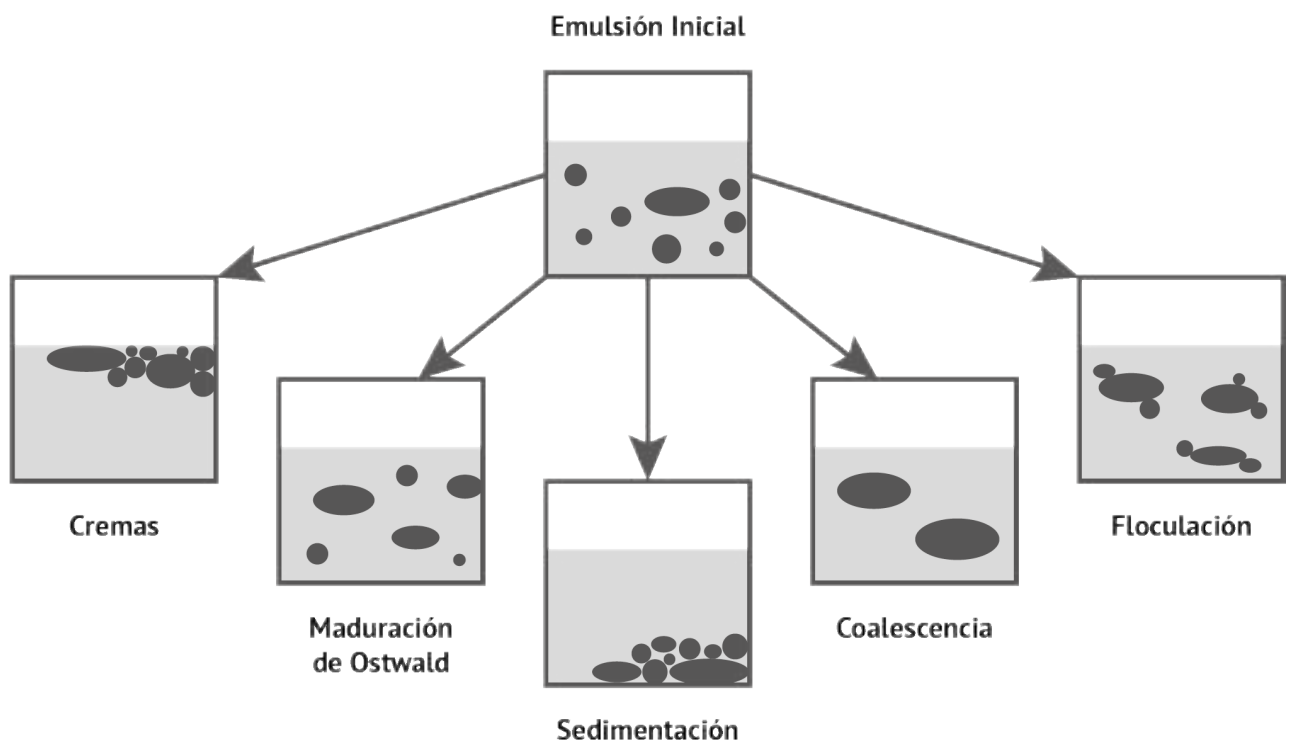 Emulsión Inicial
Cremas
Maduración
de Ostwald
Sedimentación
Coalescencia
Floculación